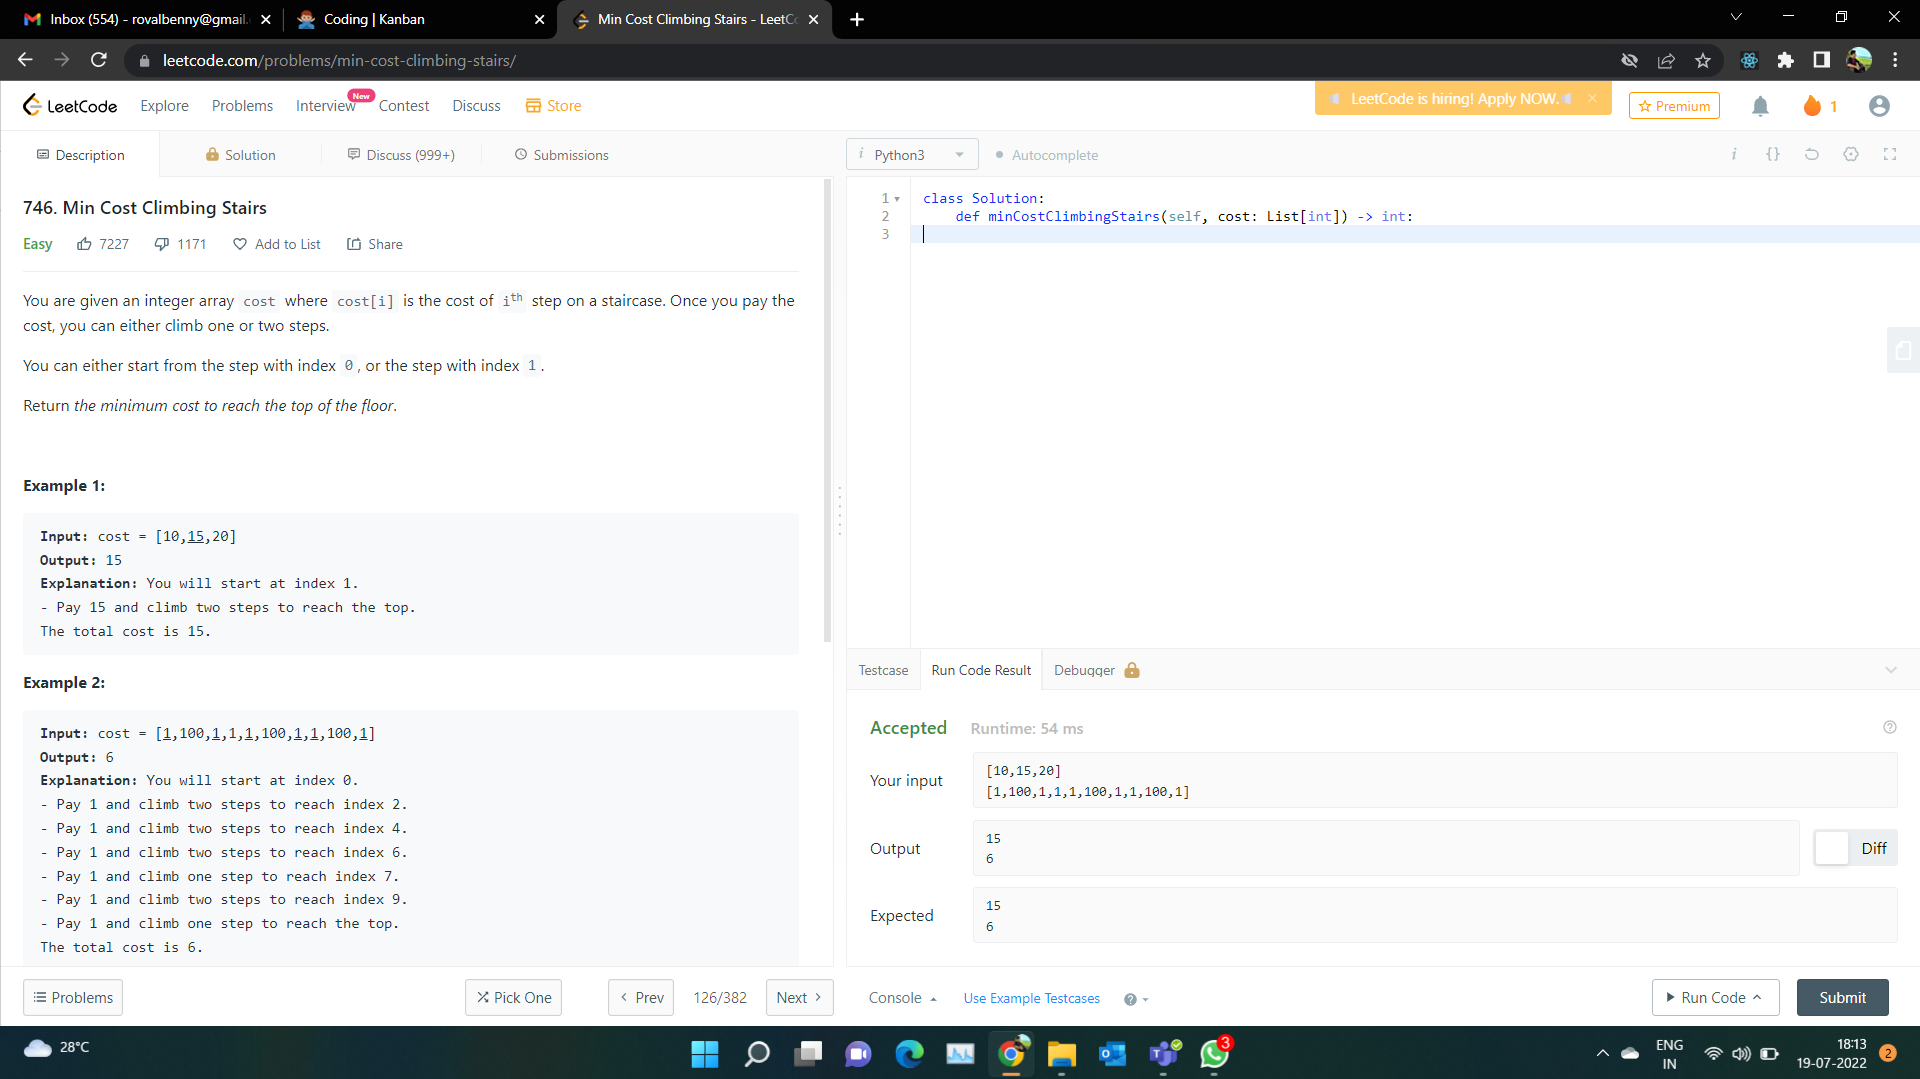 Inbox (554) - rovalbenny@gmail.
Coding | Kanban
Min Cost Climbing Stairs - LeetCo
leetcode.com/problems/min-cost-climbing-stairs/
LeetCode
Explore
Problems
Interview
New
Contest
Discuss
Store
LeetCode is hiring! Apply NOW.
Premium
1
Description
Solution
Discuss (999+)
Submissions
i Python3
Autocomplete
i {}
746. Min Cost Climbing Stairs
Easy
7227
1171
Add to List
Share
You are given an integer array cost where cost[i] is the cost of ith step on a staircase. Once you pay the
cost, you can either climb one or two steps.
You can either start from the step with index 0, or the step with index 1.
Return the minimum cost to reach the top of the floor.
Example 1:
Input: cost = [10,15,20]
Output: 15
Explanation: You will start at index 1.
- Pay 15 and climb two steps to reach the top.
The total cost is 15.
Example 2:
Input: cost = [1,100,1,1,1,100,1,1,100,1]
Output: 6
Explanation: You will start at index 0.
- Pay 1 and climb two steps to reach index 2.
- Pay 1 and climb two steps to reach index 4.
- Pay 1 and climb two steps to reach index 6.
- Pay 1 and climb one step to reach index 7.
- Pay 1 and climb two steps to reach index 9.
- Pay 1 and climb one step to reach the top.
The total cost is 6.
1 class Solution:
2     def minCostClimbingStairs(self, cost: List[int]) -> int:
3
Testcase
Run Code Result
Debugger
Accepted
Runtime: 54 ms
Your input
[10,15,20]
[1,100,1,1,1,100,1,1,100,1]
Output
15
6
Diff
Expected
15
6
Problems
Pick One
Prev
126/382
Next
Console
Use Example Testcases
Run Code
Submit
28°C
3
ENG
IN
18:13
19-07-2022
2